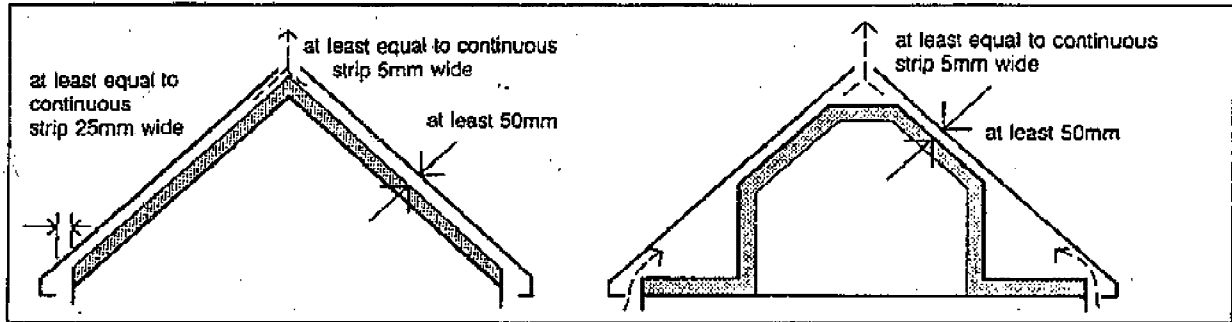 at least equal to continuous
strip 5mm wide
at least equal to
continuous
strip 25mm wide
at least 50mm
at least equal to continuous
strip 5mm wide
at least 50mm